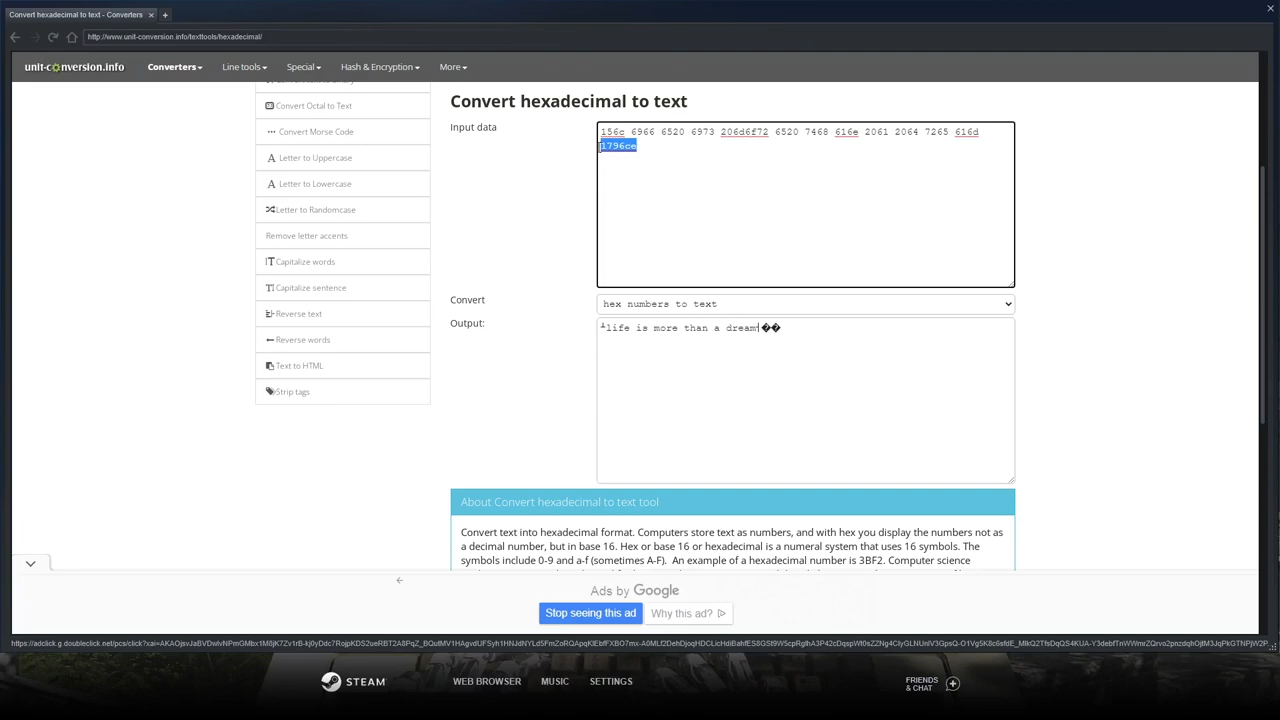 Convert hexadecimal to text - Converters
http://www.unit-conversion.info/texttools/hexadecimal/
unit-conversion.info Converters Line tools Special Hash & Encryption More
Convert Octal to Text
Convert Morse Code
Letter to Uppercase
Letter to Lowercase
Letter to Randomcase
Remove letter accents
Capitalize words
Capitalize sentence
Reverse text
Reverse words
Text to HTML
Strip tags
Convert hexadecimal to text
Input data
156c 6966 6520 6973 206d6f72 6520 7468 616e 2061 2064 7265 616d
1796ce
Convert
hex numbers to text
Output:
┴life is more than a dream┤��
About Convert hexadecimal to text tool
Convert text into hexadecimal format. Computers store text as numbers, and with hex you display the numbers not as
a decimal number, but in base 16. Hex or base 16 or hexadecimal is a numeral system that uses 16 symbols. The
symbols include 0-9 and a-f (sometimes A-F). An example of a hexadecimal number is 3BF2. Computer science
Ads by Google
Stop seeing this ad
Why this ad?
STEAM
WEB BROWSER
MUSIC
SETTINGS
FRIENDS
& CHAT